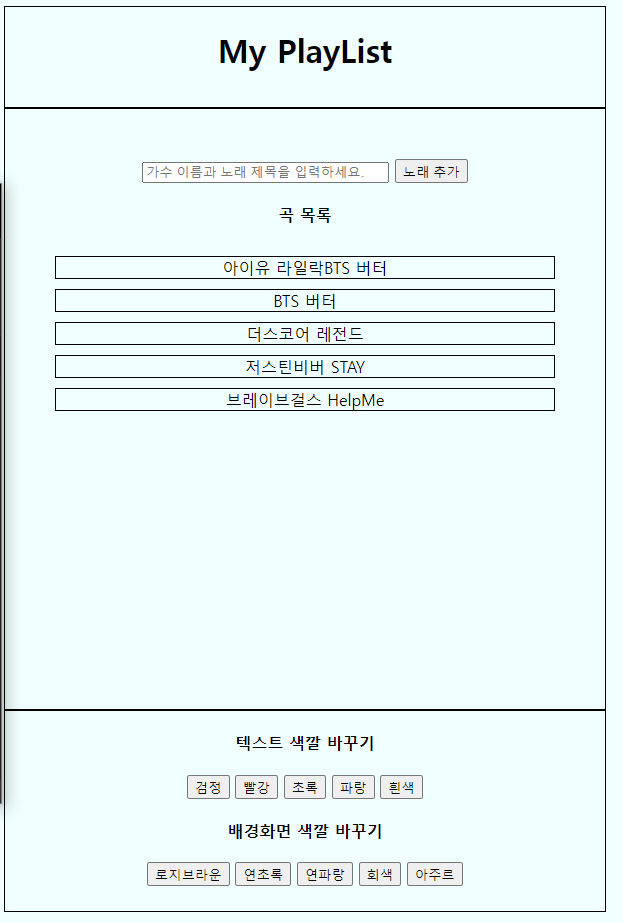 My PlayList
가수 이름과 노래 제목을 입력하세요. 노래 추가
곡 목록
아이유 라일락BTS 버터
BTS 버터
더스코어 레전드
저스틴비버 STAY
브레이브걸스 HelpMe
텍스트 색깔 바꾸기
검정 빨강 초록 파랑 흰색
배경화면 색깔 바꾸기
로지브라운 연초록 연파랑 회색 아주르